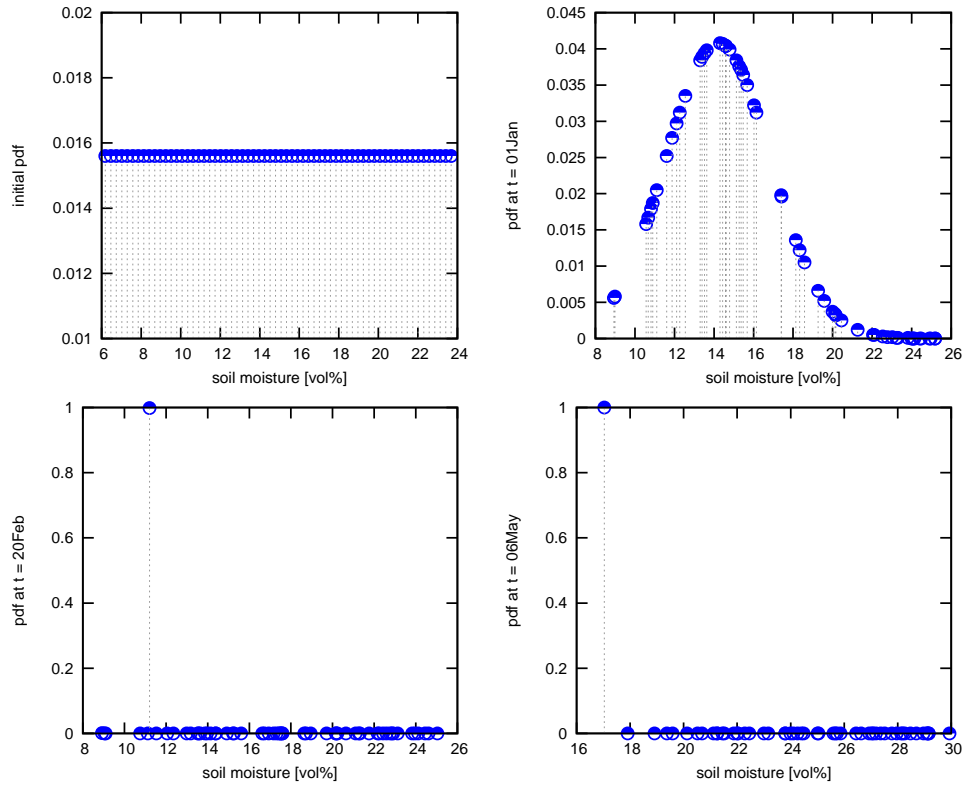 0.02
0.018
0.016
0.014
0.012
0.01
initial pdf
6 8 10 12 14 16 18 20 22 24
soil moisture [vol%]
0.045
0.04
0.035
0.03
0.025
0.02
0.015
0.01
0.005
0
pdf at t = 01Jan
8 10 12 14 16 18 20 22 24 26
soil moisture [vol%]
1
0.8
0.6
0.4
0.2
0
pdf at t = 20Feb
8 10 12 14 16 18 20 22 24 26
soil moisture [vol%]
1
0.8
0.6
0.4
0.2
0
pdf at t = 06May
16 18 20 22 24 26 28 30
soil moisture [vol%]